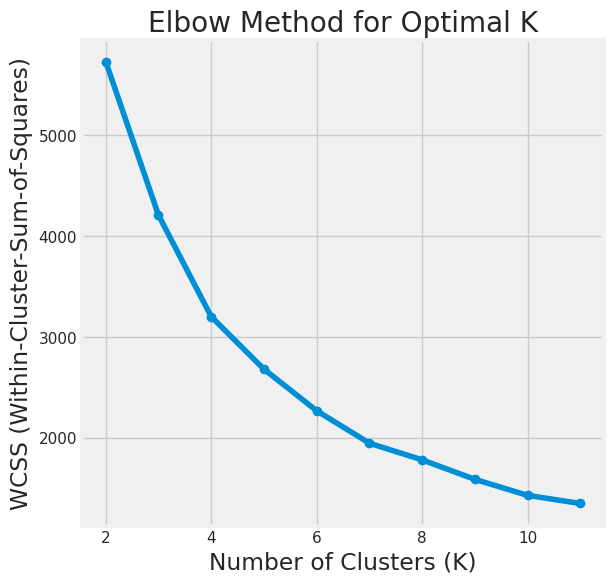 Elbow Method for Optimal K
WCSS (Within-Cluster-Sum-of-Squares)
5000
4000
3000
2000
2 4 6 8 10
Number of Clusters (K)